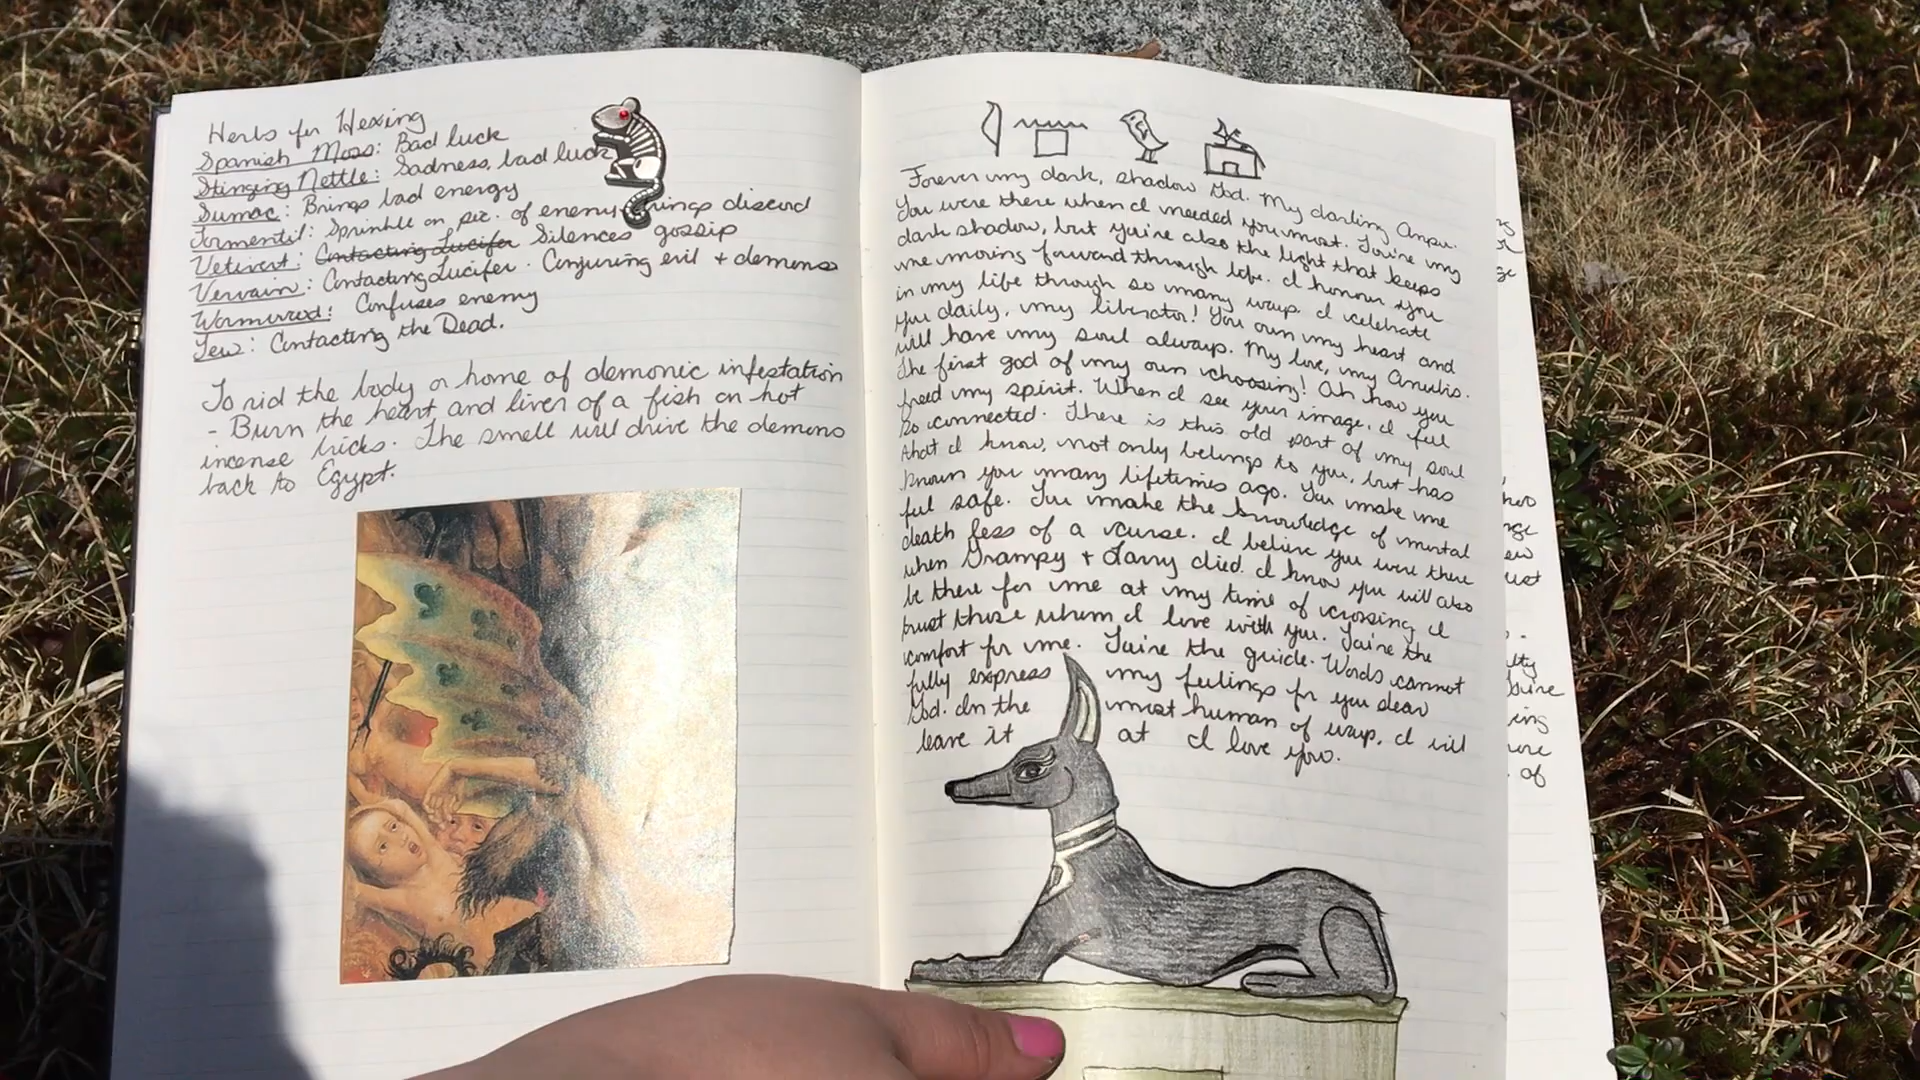 Herbs for Hexing
Spanish Moss: Bad luck
Stinging Nettle: Sadness, bad luck
Sumac: Brings bad energy
Tormentil: Sprinkle on pic. of enemy brings discord
Vetivert: Contacting Lucifer Silences gossip
Vervain: Contacting Lucifer. Conjuring evil + demons
Wormwood: Confuses enemy
Yew: Contacting the Dead.
To rid the body or home of demonic infestation
- Burn the heart and liver of a fish on hot
incense bricks. The smell will drive the demons
back to Egypt.
Forever my dark, shadow God. My darling Anpu.
You were there when I needed you most. You're my
dark shadow, but you're also the light that keeps
me moving forward through life. I honour you
in my life through so many ways. I celebrate
you daily, my liberator! You own my heart and
will have my soul always. My love, my Anubis.
The first god of my own choosing! Oh how you
freed my spirit. When I see your image, I feel
so connected. There is this old part of my soul
that I know, not only belongs to you, but has
known you many lifetimes ago. You make me
feel safe. You make the knowledge of mortal
death less of a curse. I believe you were there
when Grampy + Larry died. I know you will also
be there for me at my time of crossing I
trust those whom I love with you. You're the
comfort for me. You're the guide. Words cannot
fully express my feelings for you dear
God. In the most human of ways, I will
leave it at I love you.